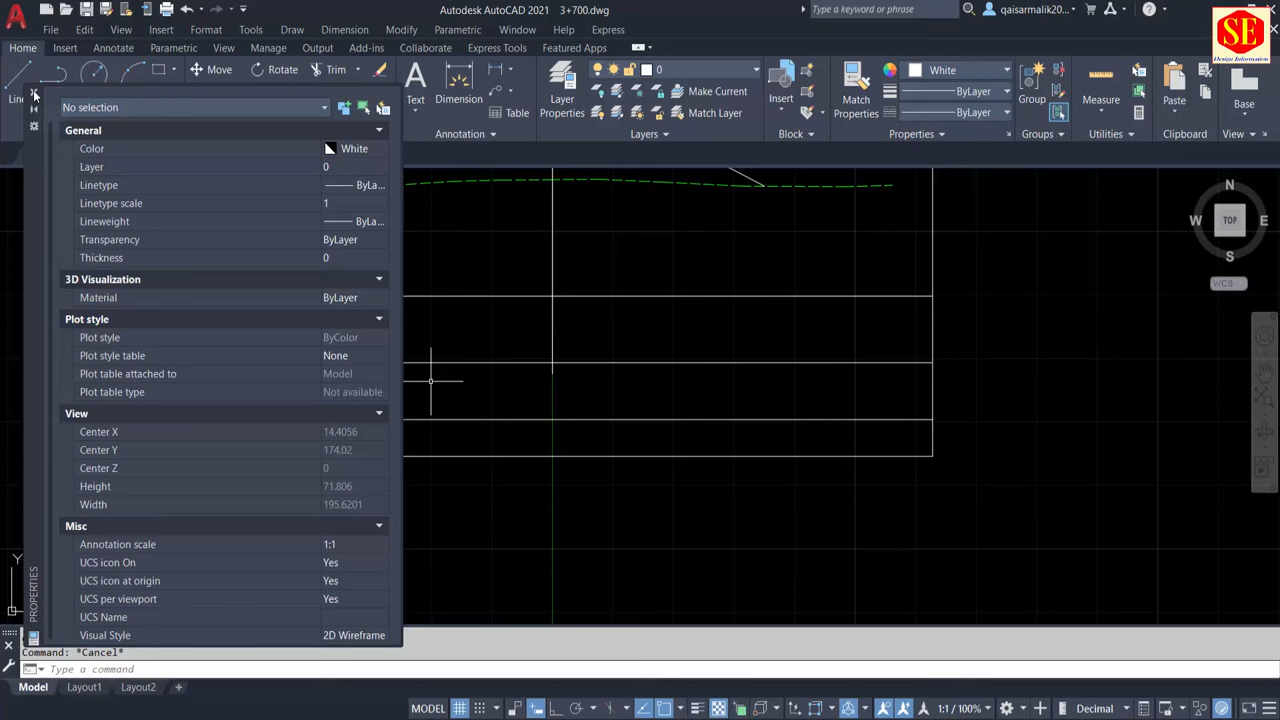 Autodesk AutoCAD 2021 3+700.dwg
Type a keyword or phrase
qaisarmalik20...
SE
Design Information
Edit View Insert Format Tools Draw Dimension Modify Parametric Window Help Express
Home Insert Annotate Parametric View Manage Output Add-ins Collaborate Express Tools Featured Apps
Move Rotate Trim
0
White
Line
Text Dimension
Layer Properties
Make Current
Insert
Match Properties
ByLayer
Group
Measure
Paste
Base
Table
Match Layer
ByLayer
Annotation Layers Block Properties Groups Utilities Clipboard View
No selection
General
Color White
Layer 0
Linetype ByLa...
Linetype scale 1
Lineweight ByLa...
Transparency ByLayer
Thickness 0
3D Visualization
Material ByLayer
Plot style
Plot style ByColor
Plot style table None
Plot table attached to Model
Plot table type Not available
View
Center X 14.4056
Center Y 174.02
Center Z 0
Height 71.806
Width 195.6201
Misc
Annotation scale 1:1
UCS icon On Yes
UCS icon at origin Yes
UCS per viewport Yes
UCS Name
Visual Style 2D Wireframe
PROPERTIES
N
W TOP E
S
WCS
Y
Command: *Cancel*
Type a command
Model Layout1 Layout2 +
MODEL 1:1 / 100% Decimal